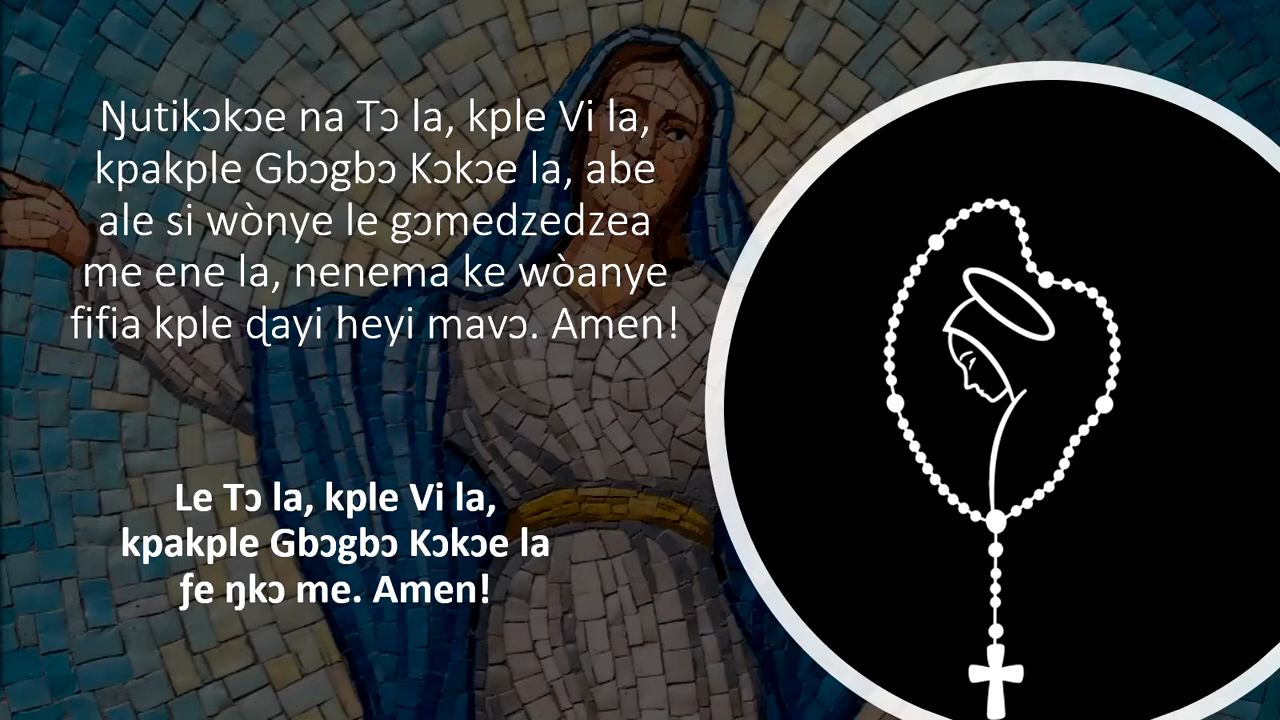 Ŋutikɔkɔe na Tɔ la, kple Vi la,
kpakple Gbɔgbɔ Kɔkɔe la, abe
ale si wònye le gɔmedzedzea
me ene la, nenema ke wòanye
fifia kple ɖayi heyi mavɔ. Amen!
Le Tɔ la, kple Vi la,
kpakple Gbɔgbɔ Kɔkɔe la
ƒe ŋkɔ me. Amen!